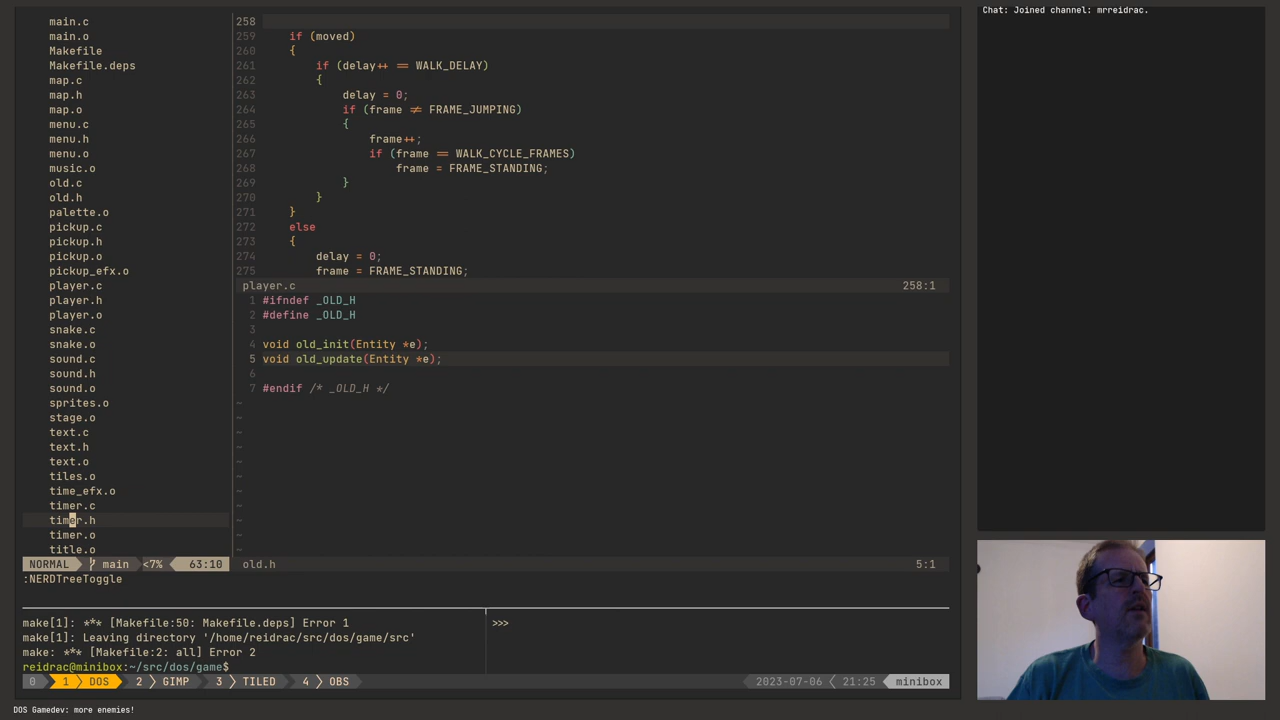 main.c
main.o
Makefile
Makefile.deps
map.c
map.h
map.o
menu.c
menu.h
menu.o
music.o
old.c
old.h
palette.o
pickup.c
pickup.h
pickup.o
pickup_efx.o
player.c
player.h
player.o
snake.c
snake.o
sound.c
sound.h
sound.o
sprites.o
stage.o
text.c
text.h
text.o
tiles.o
time_efx.o
timer.c
timer.h
timer.o
title.o
NORMAL main <7% 63:10
258
259 if (moved)
260 {
261 if (delay++ == WALK_DELAY)
262 {
263 delay = 0;
264 if (frame != FRAME_JUMPING)
265 {
266 frame++;
267 if (frame == WALK_CYCLE_FRAMES)
268 frame = FRAME_STANDING;
269 }
270 }
271 }
272 else
273 {
274 delay = 0;
275 frame = FRAME_STANDING;
player.c 258:1
1 #ifndef _OLD_H
2 #define _OLD_H
3
4 void old_init(Entity *e);
5 void old_update(Entity *e);
6
7 #endif /* _OLD_H */
~
~
~
~
~
~
~
~
~
~
~
old.h 5:1
:NERDTreeToggle
make[1]: *** [Makefile:50: Makefile.deps] Error 1
make[1]: Leaving directory '/home/reidrac/src/dos/game/src'
make: *** [Makefile:2: all] Error 2
reidrac@minibox:~/src/dos/game$
>>>
0 1 DOS 2 GIMP 3 TILED 4 OBS 2023-07-06 21:25 minibox
DOS Gamedev: more enemies!
Chat: Joined channel: mrreidrac.